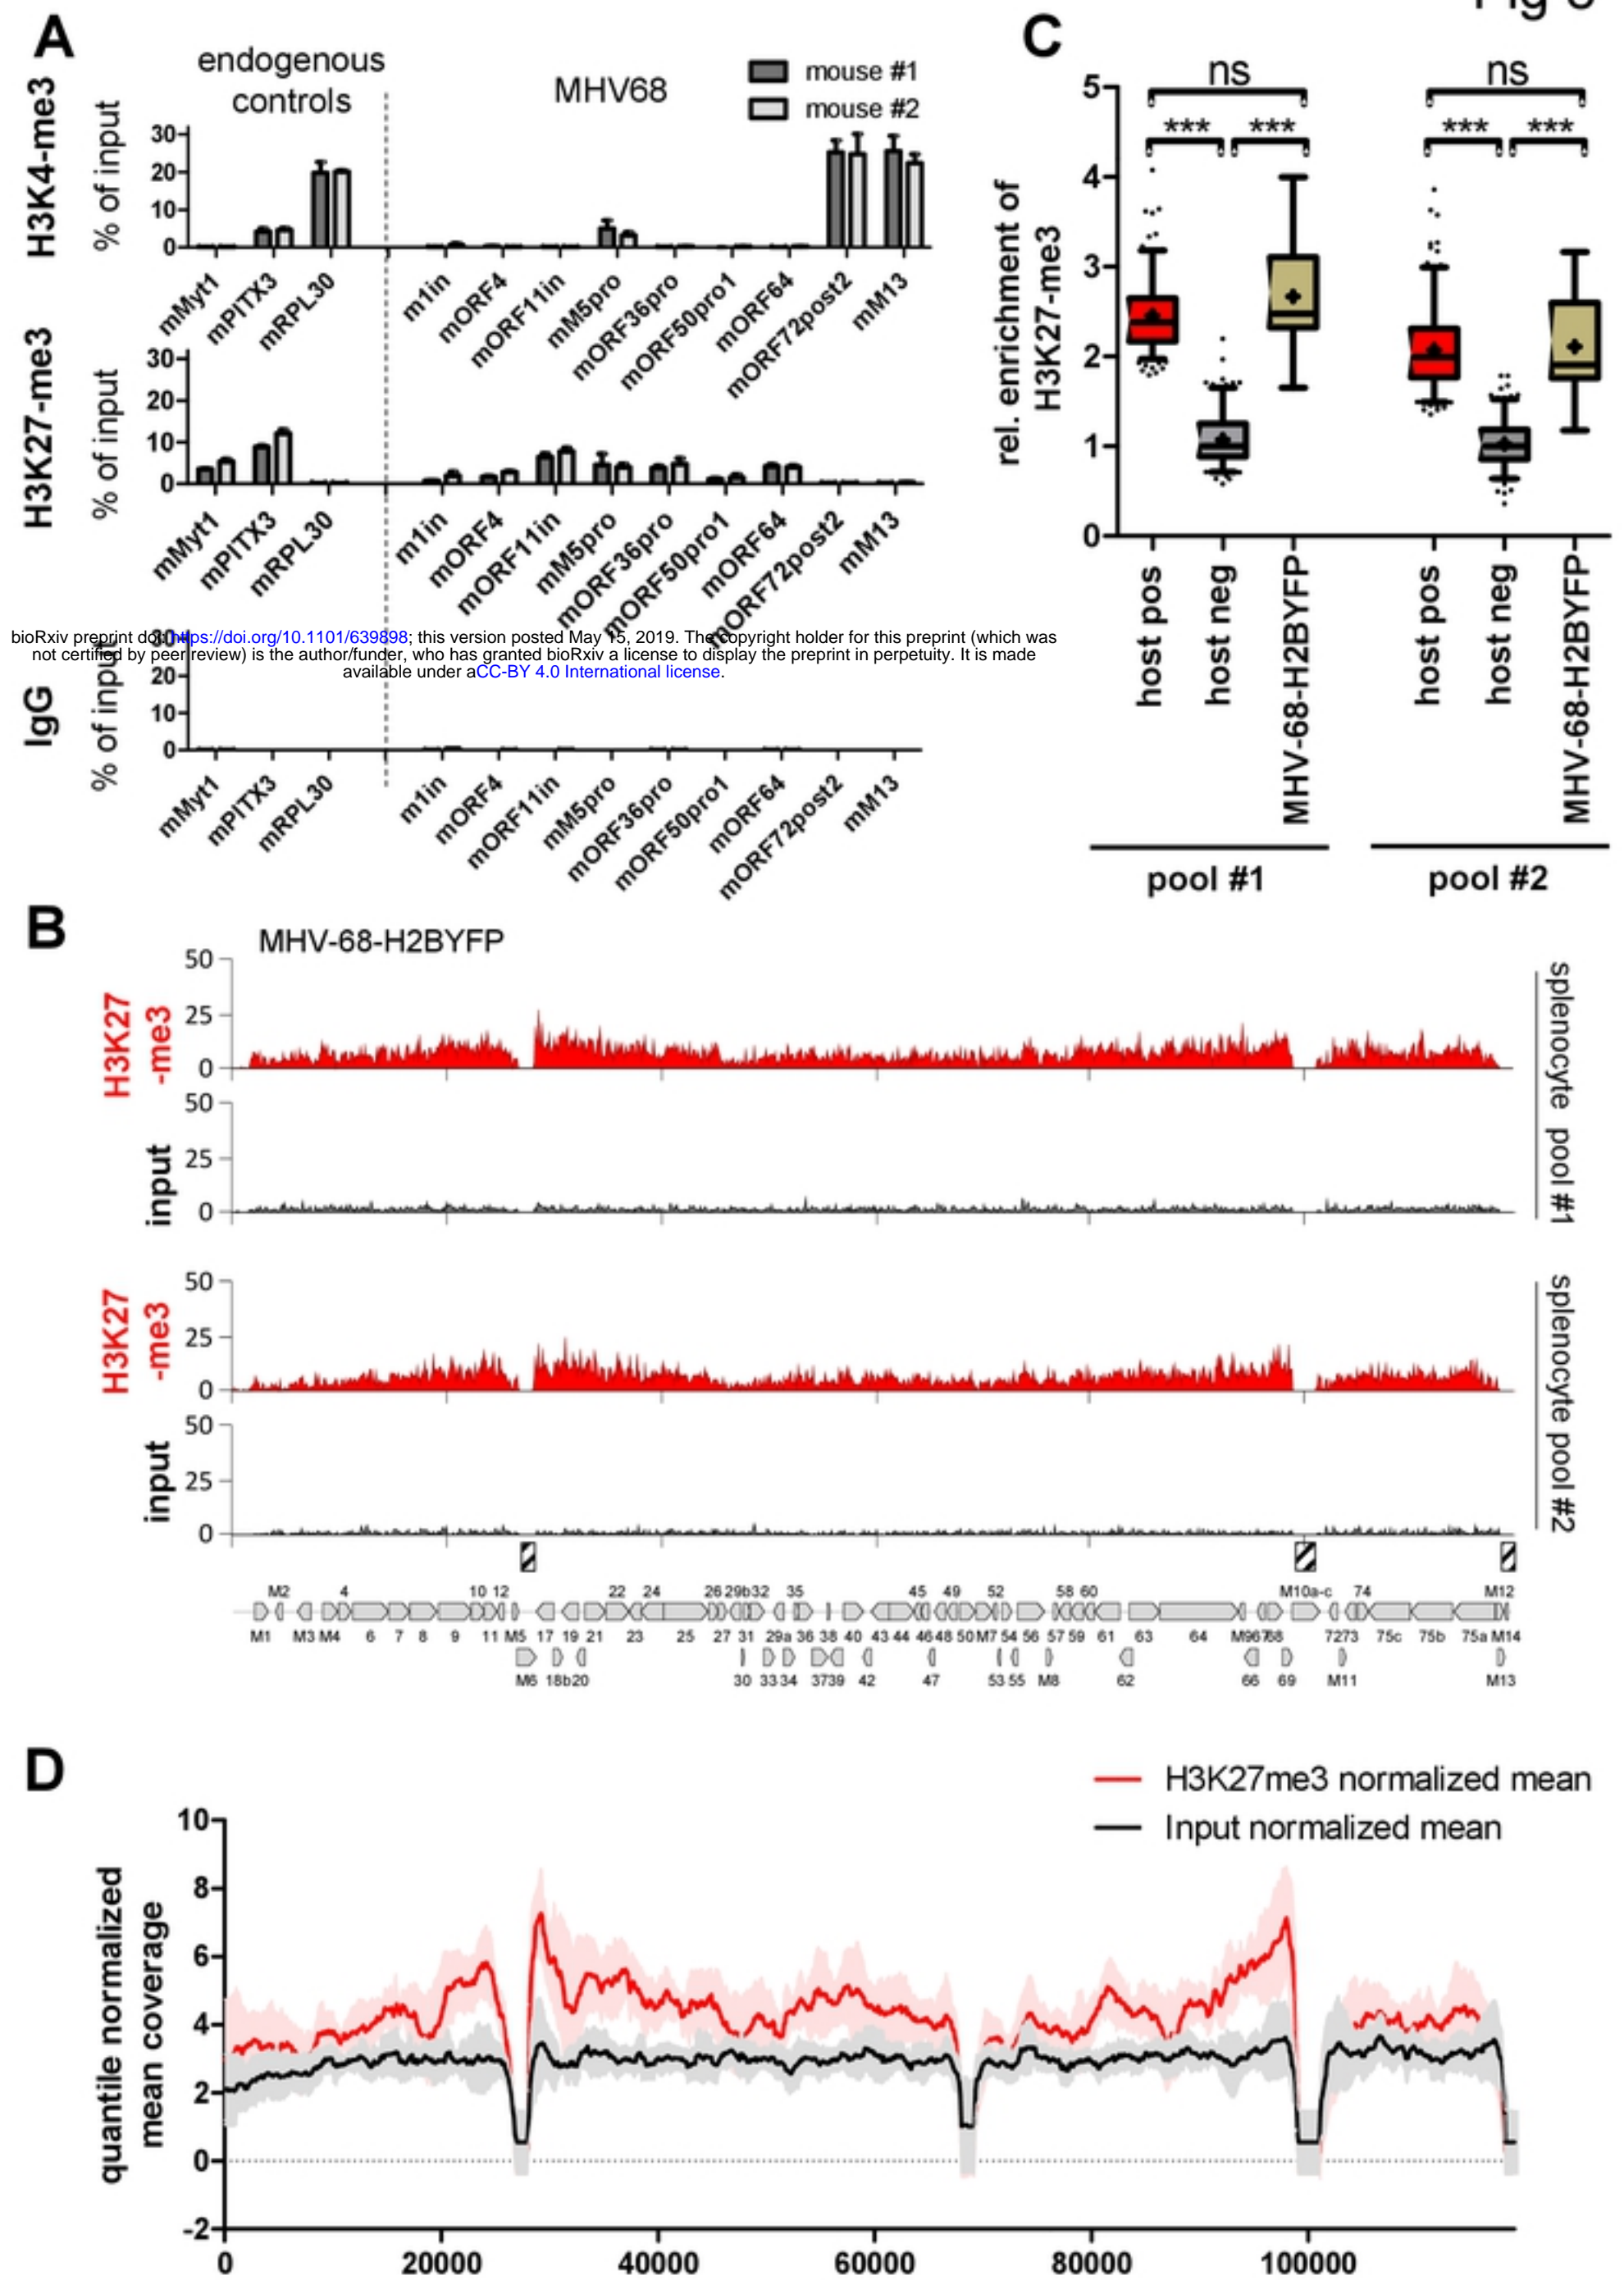 A
endogenous
controls
MHV68
mouse #1
mouse #2
H3K4-me3
% of input
30
20
10
0
mMyt1
mPITX3
mRPL30
m1in
mORF4
mORF11in
mM5pro
mORF36pro
mORF50pro1
mORF64
mORF72post2
mM13
H3K27-me3
% of input
30
20
10
0
mMyt1
mPITX3
mRPL30
m1in
mORF4
mORF11in
mM5pro
mORF36pro
mORF50pro1
mORF64
mORF72post2
mM13
bioRxiv preprint doi: https://doi.org/10.1101/639898; this version posted May 15, 2019. The copyright holder for this preprint (which was
not certified by peer review) is the author/funder, who has granted bioRxiv a license to display the preprint in perpetuity. It is made
available under aCC-BY 4.0 International license.
IgG
% of input
30
20
10
0
mMyt1
mPITX3
mRPL30
m1in
mORF4
mORF11in
mM5pro
mORF36pro
mORF50pro1
mORF64
mORF72post2
mM13
C
rel. enrichment of
H3K27-me3
5
4
3
2
1
0
ns
*** ***
ns
*** ***
host pos
host neg
MHV-68-H2BYFP
host pos
host neg
MHV-68-H2BYFP
pool #1
pool #2
B
MHV-68-H2BYFP
H3K27
-me3
50
25
0
input
50
25
0
splenocyte pool #1
H3K27
-me3
50
25
0
input
50
25
0
splenocyte pool #2
M2 4 10 12 22 24 26 29b 32 35 45 49 52 58 60 M10a-c 74 M12
M1 M3 M4 6 7 8 9 11 M5 17 19 21 23 25 27 31 29a 36 38 40 43 44 46 48 50 M7 54 56 57 59 61 63 64 M9 67 68 72 73 75c 75b 75a M14
M6 18b 20 30 33 34 37 39 42 47 53 55 M8 62 66 69 M11 M13
D
H3K27me3 normalized mean
Input normalized mean
quantile normalized
mean coverage
10
8
6
4
2
0
-2
0 20000 40000 60000 80000 100000